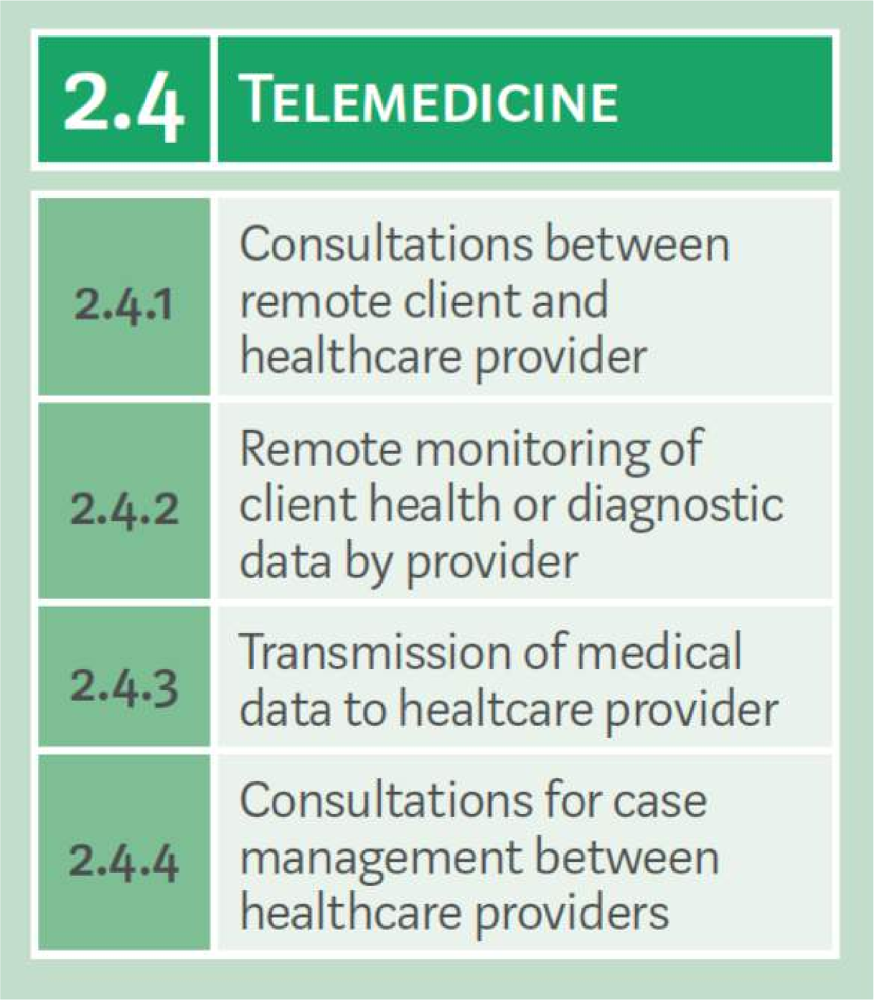 2.4 TELEMEDICINE
2.4.1
Consultations between
remote client and
healthcare provider
2.4.2
Remote monitoring of
client health or diagnostic
data by provider
2.4.3
Transmission of medical
data to healtcare provider
2.4.4
Consultations for case
management between
healthcare providers